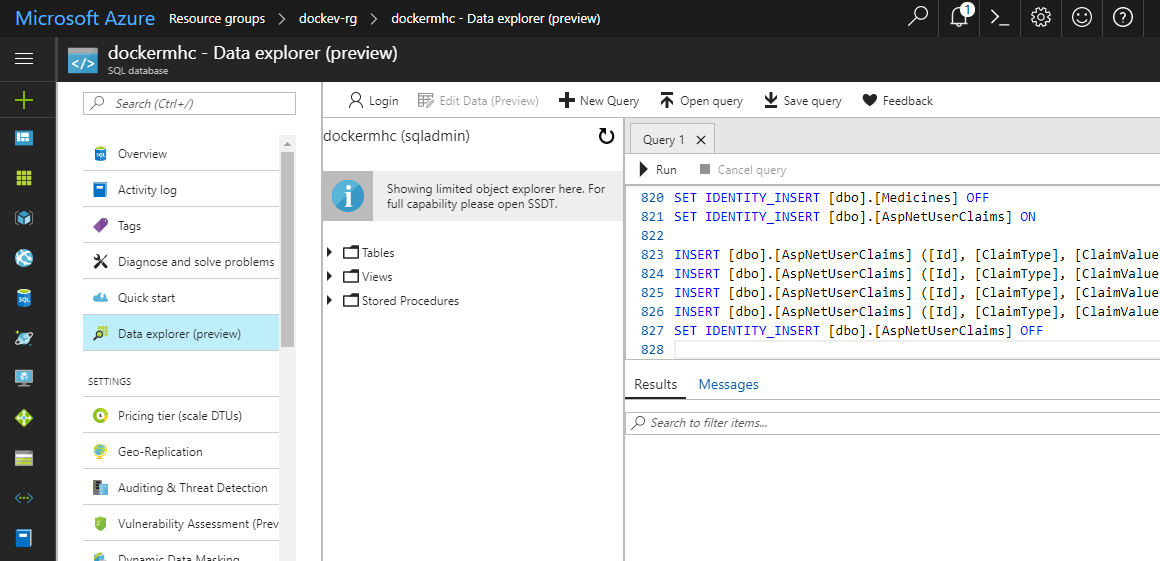 Microsoft Azure Resource groups > dockev-rg > dockermhc - Data explorer (preview)
1
dockermhc - Data explorer (preview)
SQL database
Search (Ctrl+/)
Overview
Activity log
Tags
Diagnose and solve problems
Quick start
Data explorer (preview)
SETTINGS
Pricing tier (scale DTUs)
Geo-Replication
Auditing & Threat Detection
Vulnerability Assessment (Prev
Dynamic Data Masking
Login Edit Data (Preview) New Query Open query Save query Feedback
dockermhc (sqladmin)
Showing limited object explorer here. For
full capability please open SSDT.
Tables
Views
Stored Procedures
Query 1
Run Cancel query
820 SET IDENTITY_INSERT [dbo].[Medicines] OFF
821 SET IDENTITY_INSERT [dbo].[AspNetUserClaims] ON
822
823 INSERT [dbo].[AspNetUserClaims] ([Id], [ClaimType], [ClaimValue
824 INSERT [dbo].[AspNetUserClaims] ([Id], [ClaimType], [ClaimValue
825 INSERT [dbo].[AspNetUserClaims] ([Id], [ClaimType], [ClaimValue
826 INSERT [dbo].[AspNetUserClaims] ([Id], [ClaimType], [ClaimValue
827 SET IDENTITY_INSERT [dbo].[AspNetUserClaims] OFF
828
Results Messages
Search to filter items...